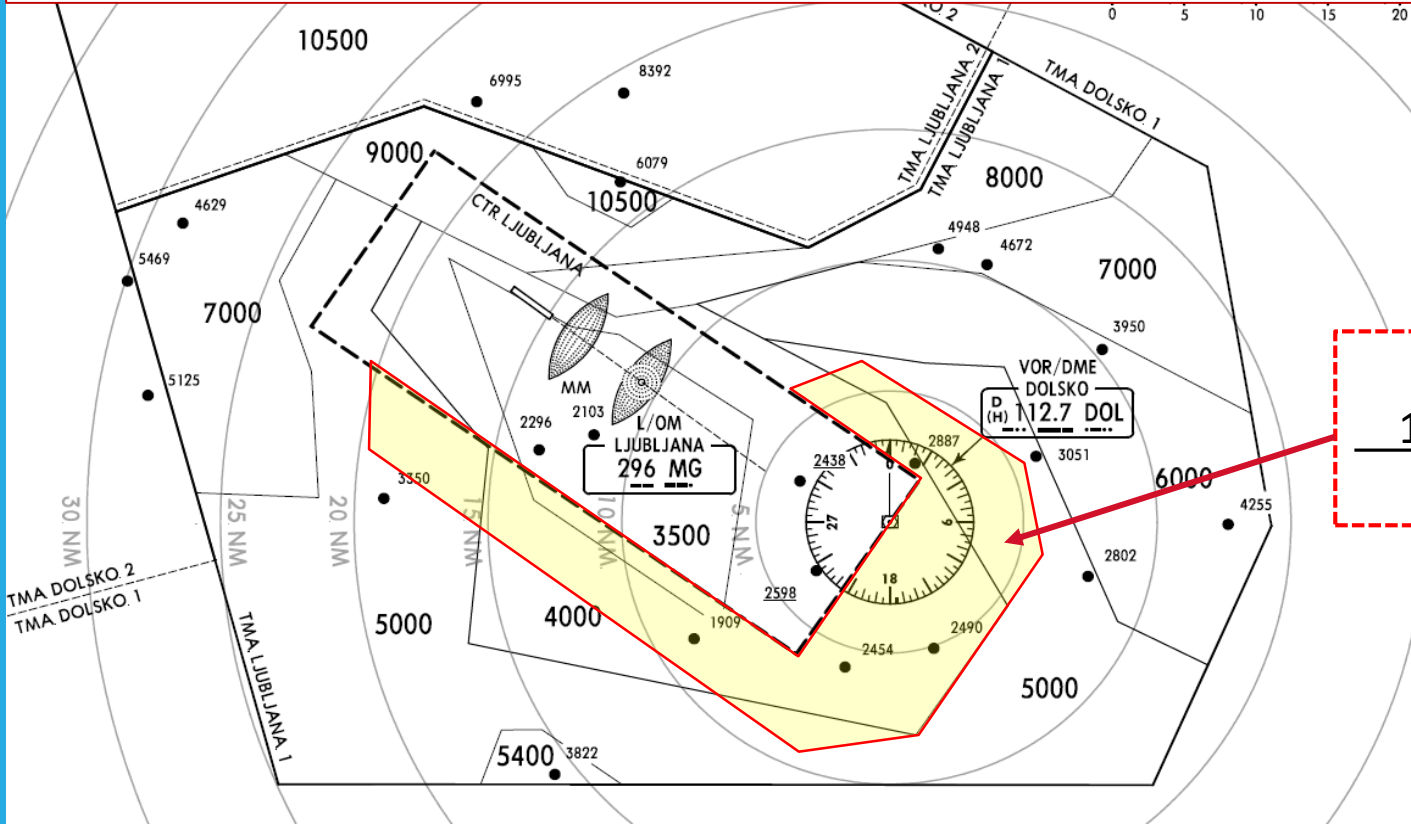 0 5 10 15 20
O. 2
10500
TMA DOLSKO. 1
8392
6995
TMA LJUBLJANA 2
TMA LJUBLJANA 1
9000
6079
8000
10500
4629
CTR LJUBLJANA
4948
4672
5469
7000
7000
3950
5125
VOR/DME
DOLSKO
D
(H) 112.7 DOL
MM
2103
2296
L/OM
LJUBLJANA
296 MG
2887
1
2438
0
3051
3350
6000
4255
30 NM
25 NM
20 NM
15 NM
10 NM
5 NM
27
9
3500
TMA DOLSKO. 2
TMA DOLSKO. 1
2802
18
2598
5000
4000
1909
2490
2454
TMA LJUBLJANA 1
5000
5400
3822